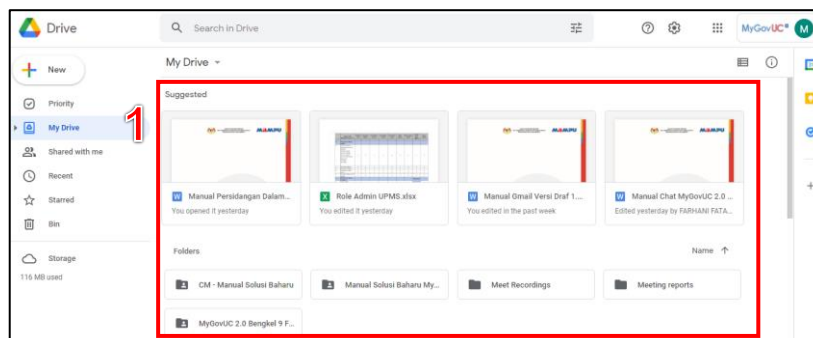 Drive
Search in Drive
MyGovUC
M
New
My Drive
Priority
My Drive
Shared with me
Recent
Starred
Bin
Storage
116 MB used
1
Suggested
MAMPU
MAMPU
MAMPU
Manual Persidangan Dalam...
You opened it yesterday
Role Admin UPMS.xlsx
You edited it yesterday
Manual Gmail Versi Draf 1....
You edited in the past week
Manual Chat MyGovUC 2.0 ...
Edited yesterday by FARHANI FATA...
Folders
Name
CM - Manual Solusi Baharu
Manual Solusi Baharu My...
Meet Recordings
Meeting reports
MyGovUC 2.0 Bengkel 9 F...